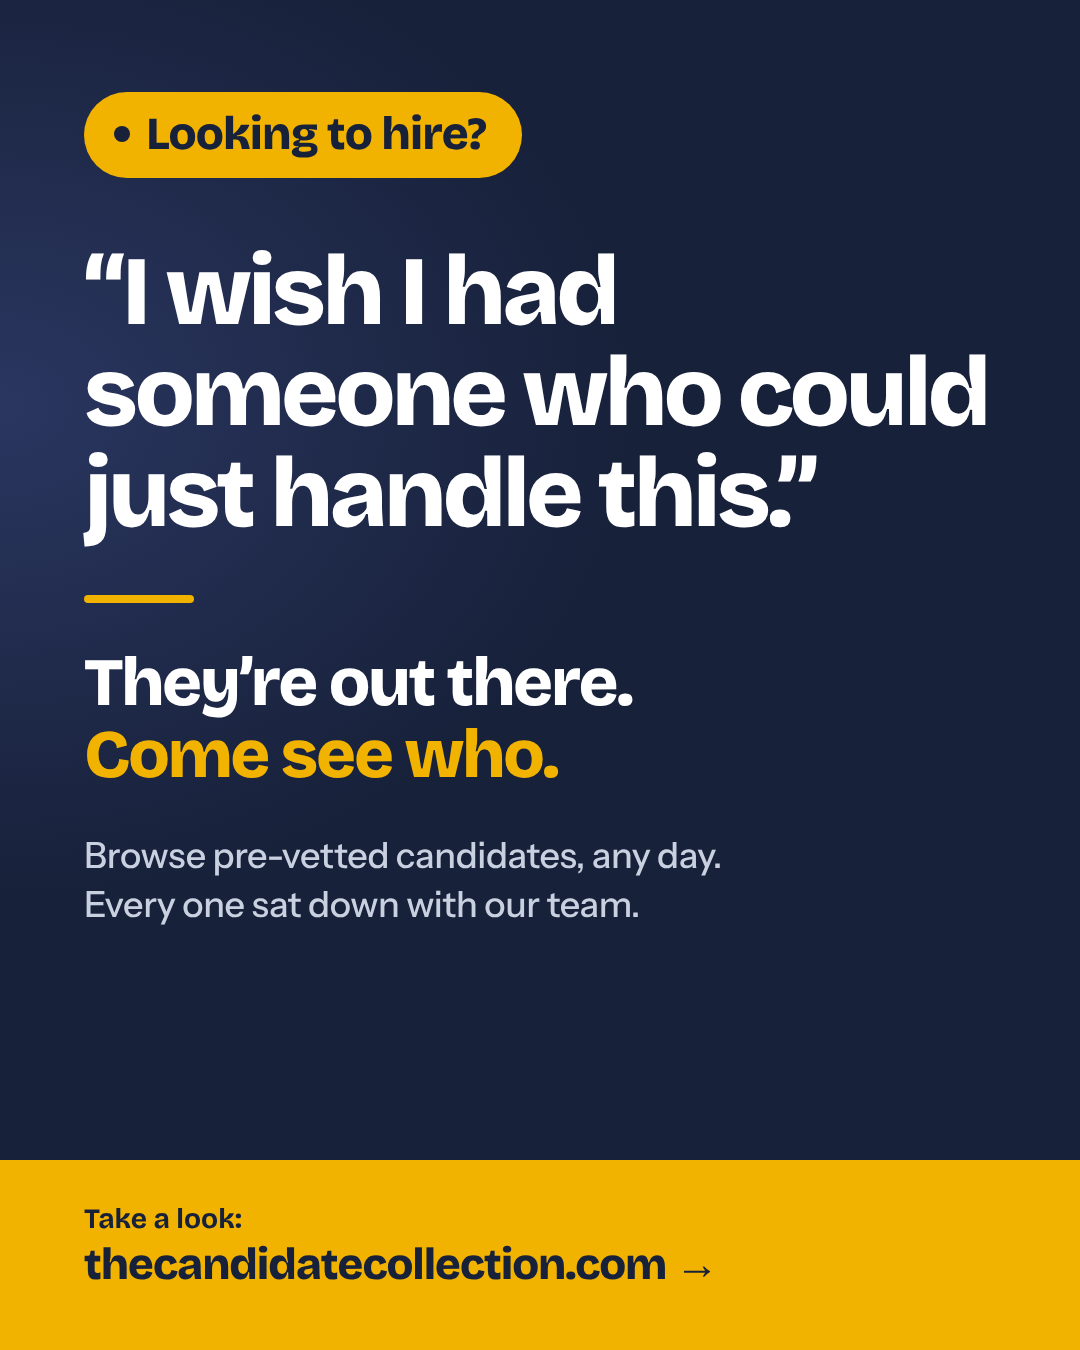 • Looking to hire?
“I wish I had
someone who could
just handle this.”
They’re out there.
Come see who.
Browse pre-vetted candidates, any day.
Every one sat down with our team.
Take a look:
thecandidatecollection.com →